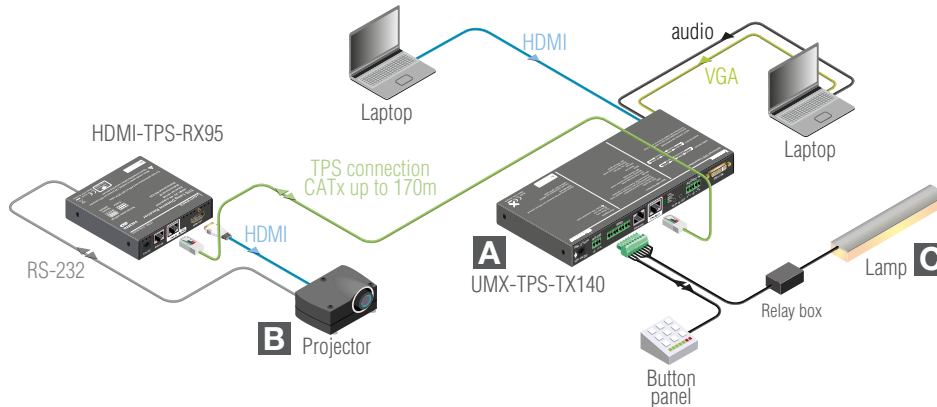 HDMI
audio
VGA
Laptop
Laptop
HDMI-TPS-RX95
TPS connection
CATx up to 170m
HDMI
RS-232
A
UMX-TPS-TX140
Lamp C
Relay box
B Projector
Button
panel